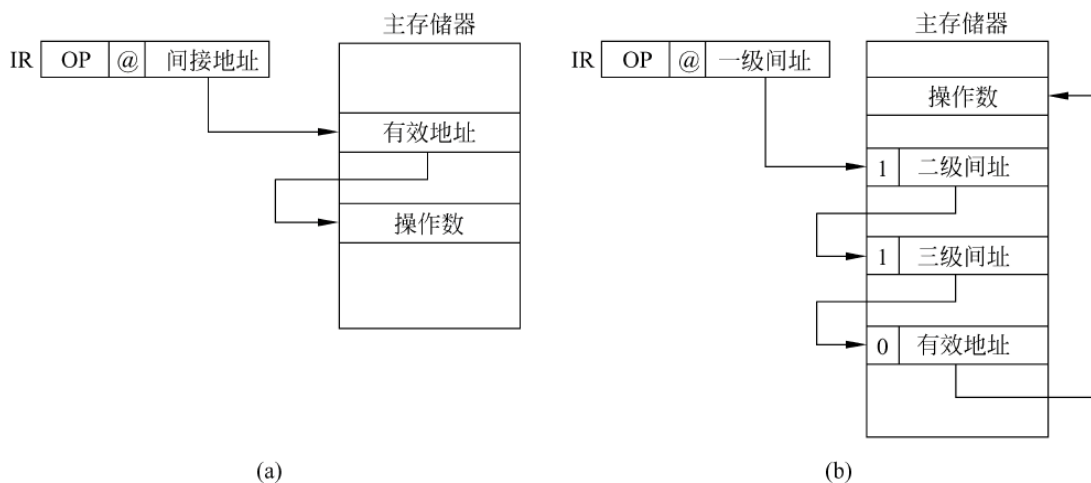 主存储器
IR OP @ 间接地址
有效地址
操作数
(a)
主存储器
IR OP @ 一级间址
操作数
1 二级间址
1 三级间址
0 有效地址
(b)